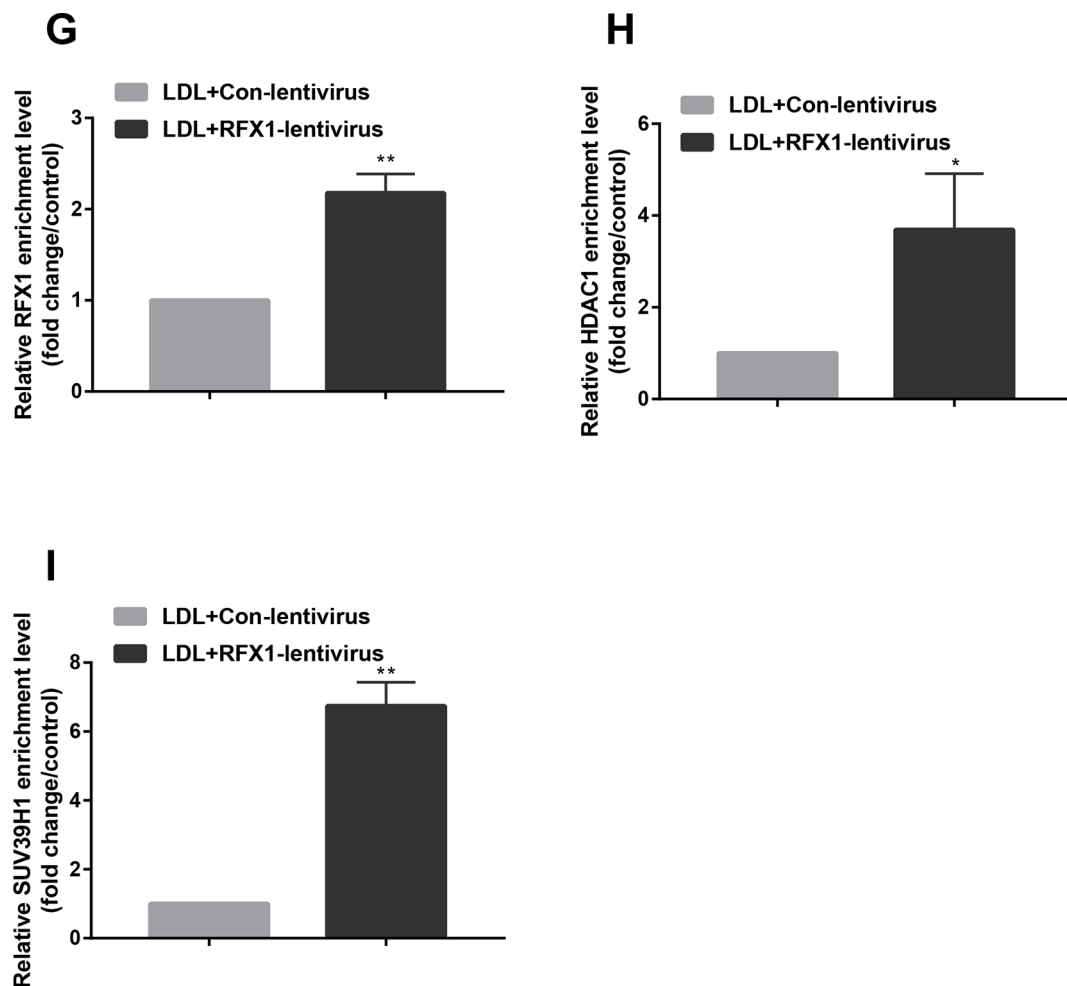 G
LDL+Con-lentivirus
LDL+RFX1-lentivirus
Relative RFX1 enrichment level
(fold change/control)
3
2
1
0
**
H
LDL+Con-lentivirus
LDL+RFX1-lentivirus
Relative HDAC1 enrichment level
(fold change/control)
6
4
2
0
*
I
LDL+Con-lentivirus
LDL+RFX1-lentivirus
Relative SUV39H1 enrichment level
(fold change/control)
8
6
4
2
0
**